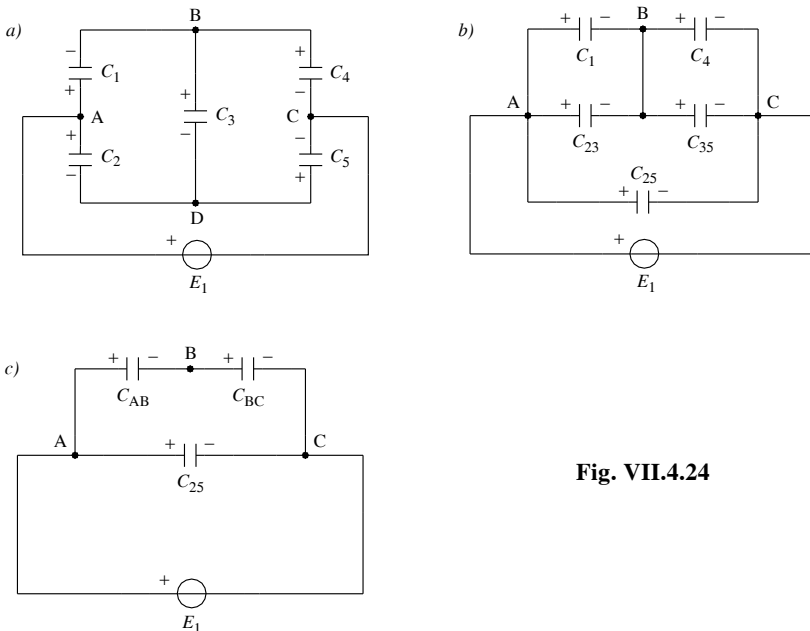 a)
B
− +
C1 C4
+ −
A + C3 C
+ − −
C2 C5
− +
D
+
E1
b)
B
+ − + −
C1 C4
A C
+ − + −
C23 C35
C25
+ −
+
E1
c)
B
+ − + −
CAB CBC
A C
+ −
C25
+
E1
Fig. VII.4.24